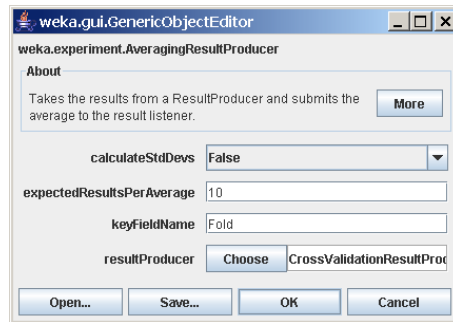 weka.gui.GenericObjectEditor
weka.experiment.AveragingResultProducer
About
Takes the results from a ResultProducer and submits the
average to the result listener.
More
calculateStdDevs False
expectedResultsPerAverage 10
keyFieldName Fold
resultProducer Choose CrossValidationResultProd
Open... Save... OK Cancel